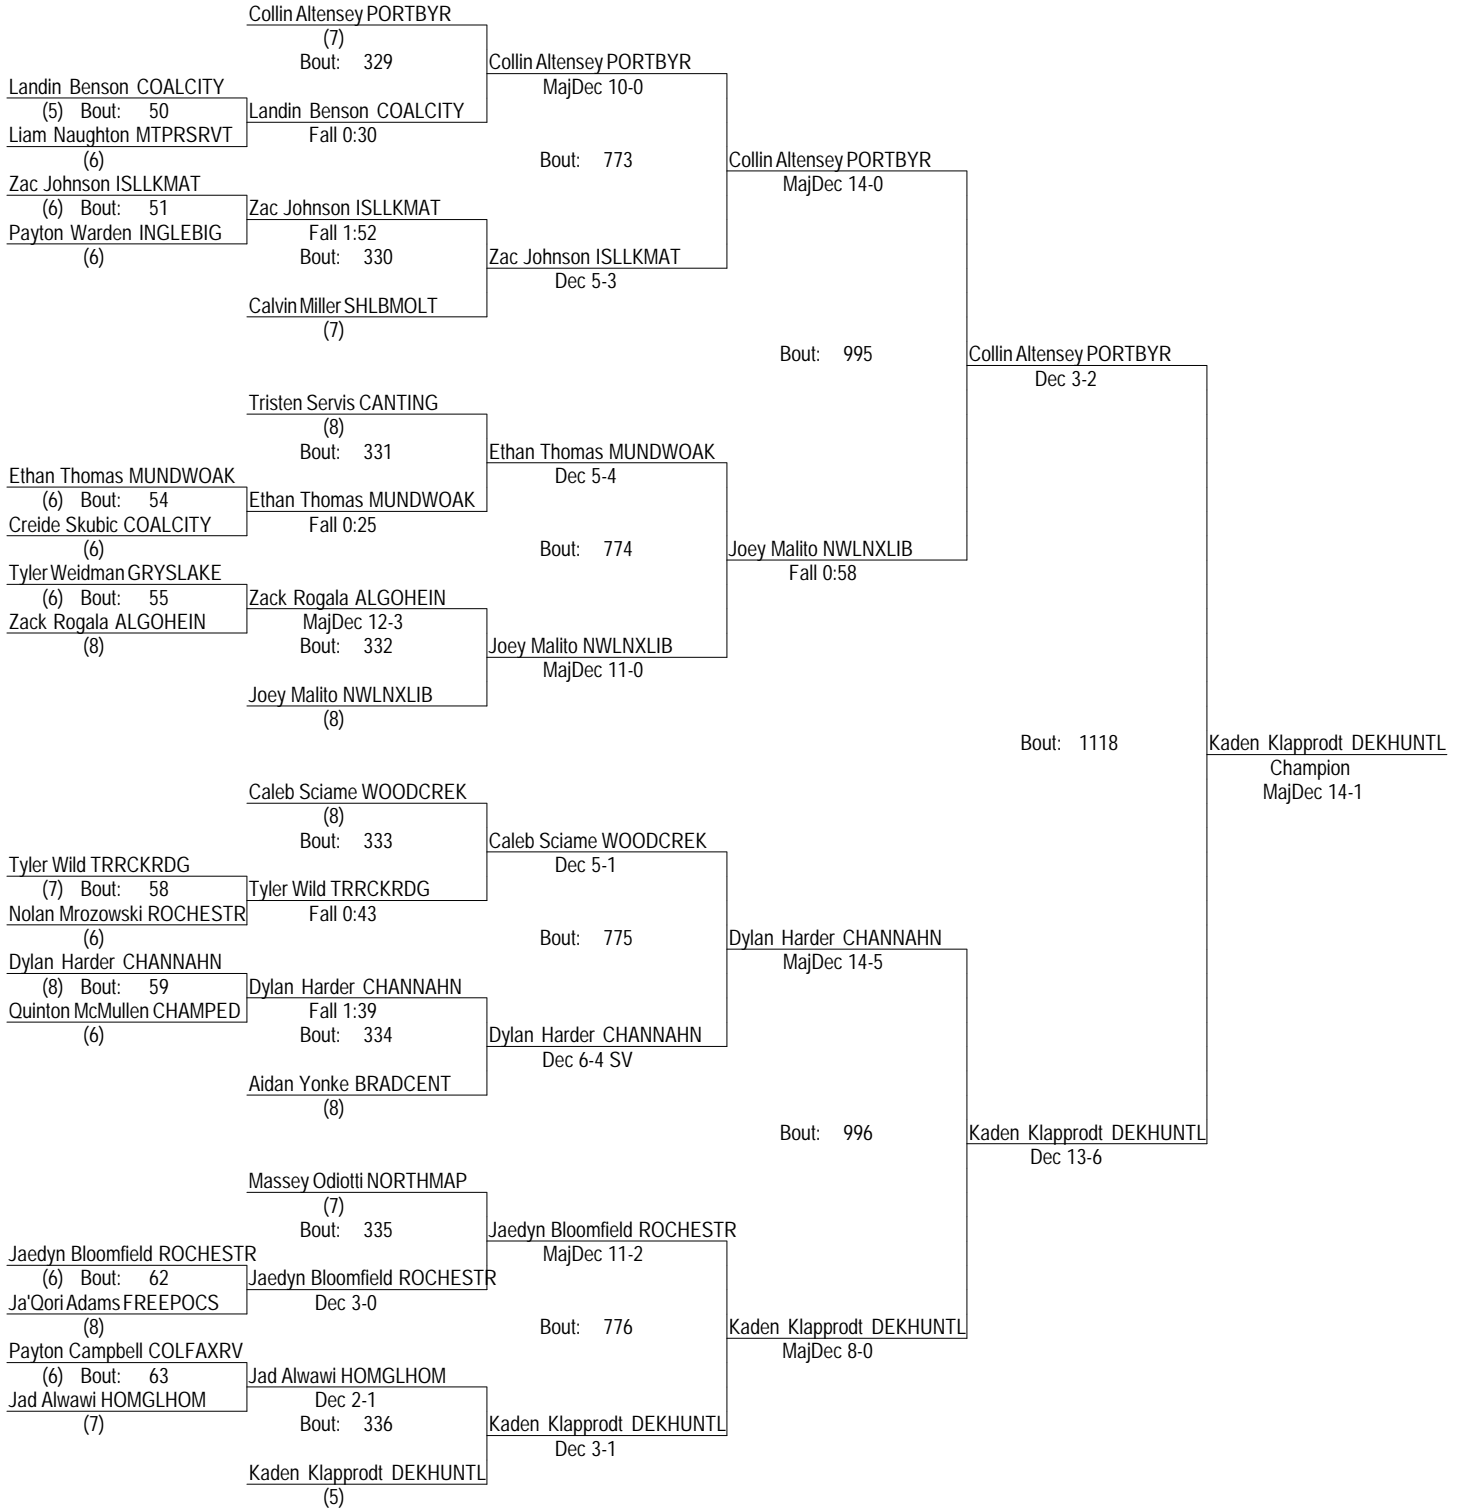 Collin Altensey PORTBYR
(7)
Bout: 329
Collin Altensey PORTBYR
Landin Benson COALCITY
MajDec 10-0
(5) Bout: 50
Landin Benson COALCITY
Liam Naughton MTPRSRVT
Fall 0:30
(6)
Bout: 773
Collin Altensey PORTBYR
Zac Johnson ISLLKMAT
MajDec 14-0
(6) Bout: 51
Zac Johnson ISLLKMAT
Payton Warden INGLEBIG
Fall 1:52
(6)
Bout: 330
Zac Johnson ISLLKMAT
Dec 5-3
Calvin Miller SHLBMOLT
(7)
Bout: 995
Collin Altensey PORTBYR
Dec 3-2
Tristen Servis CANTING
(8)
Bout: 331
Ethan Thomas MUNDWOAK
Ethan Thomas MUNDWOAK
Dec 5-4
(6) Bout: 54
Ethan Thomas MUNDWOAK
Creide Skubic COALCITY
Fall 0:25
(6)
Bout: 774
Joey Malito NWLNXLIB
Tyler Weidman GRYSLAKE
Fall 0:58
(6) Bout: 55
Zack Rogala ALGOHEIN
Zack Rogala ALGOHEIN
MajDec 12-3
(8)
Bout: 332
Joey Malito NWLNXLIB
MajDec 11-0
Joey Malito NWLNXLIB
(8)
Bout: 1118
Kaden Klapprodt DEKHUNTL
Champion
MajDec 14-1
Caleb Sciame WOODCREK
(8)
Bout: 333
Caleb Sciame WOODCREK
Tyler Wild TRRCKRDG
Dec 5-1
(7) Bout: 58
Tyler Wild TRRCKRDG
Nolan Mrozowski ROCHESTR
Fall 0:43
(6)
Bout: 775
Dylan Harder CHANNAHN
Dylan Harder CHANNAHN
MajDec 14-5
(8) Bout: 59
Dylan Harder CHANNAHN
Quinton McMullen CHAMPED
Fall 1:39
(6)
Bout: 334
Dylan Harder CHANNAHN
Dec 6-4 SV
Aidan Yonke BRADCENT
(8)
Bout: 996
Kaden Klapprodt DEKHUNTL
Dec 13-6
Massey Odiotti NORTHMAP
(7)
Bout: 335
Jaedyn Bloomfield ROCHESTR
Jaedyn Bloomfield ROCHESTR
MajDec 11-2
(6) Bout: 62
Jaedyn Bloomfield ROCHESTR
Ja'Qori Adams FREEPOCS
Dec 3-0
(8)
Bout: 776
Kaden Klapprodt DEKHUNTL
Payton Campbell COLFAXRV
MajDec 8-0
(6) Bout: 63
Jad Alwawi HOMGLHOM
Jad Alwawi HOMGLHOM
Dec 2-1
(7)
Bout: 336
Kaden Klapprodt DEKHUNTL
Dec 3-1
Kaden Klapprodt DEKHUNTL
(5)